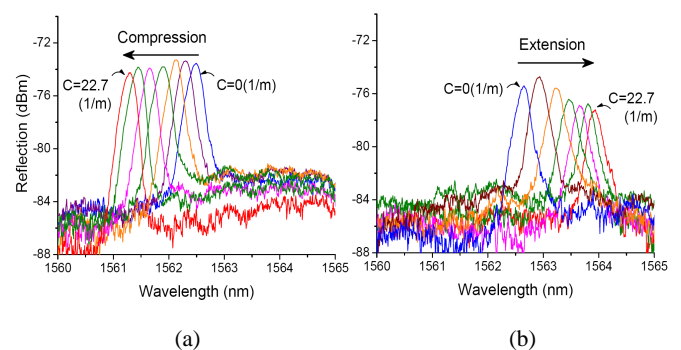 (a)
-72
-76
-80
-84
-88
Reflection (dBm)
Compression
C=22.7
(1/m)
C=0(1/m)
1560 1561 1562 1563 1564 1565
Wavelength (nm)
(a)
-72
-76
-80
-84
-88
(b)
Extension
C=0(1/m)
C=22.7
(1/m)
1560 1561 1562 1563 1564 1565
Wavelength (nm)
(b)